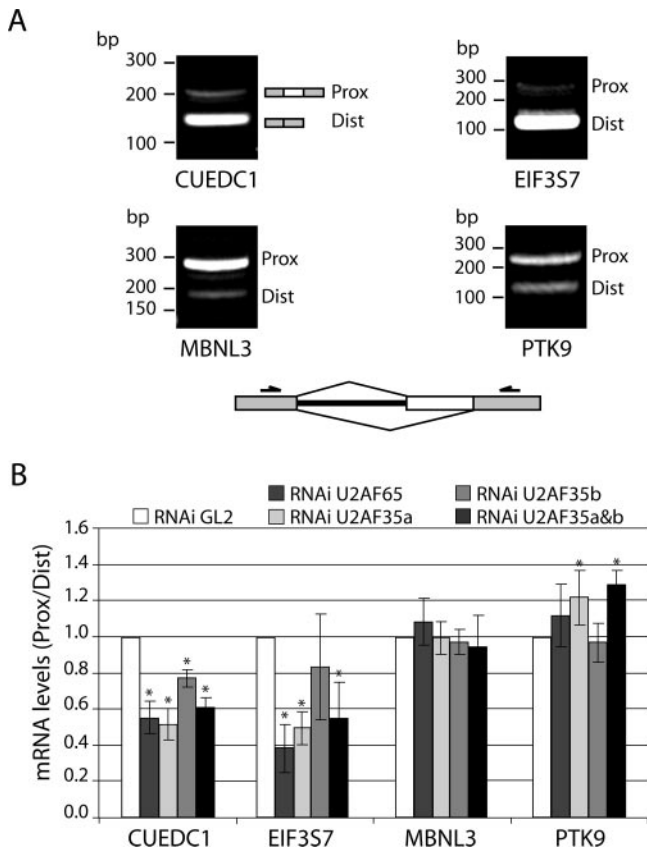 A
bp
300
200
100
Prox
Dist
CUEDC1
bp
300
200
100
Prox
Dist
EIF3S7
bp
300
200
150
Prox
Dist
MBNL3
bp
300
200
100
Prox
Dist
PTK9
B
RNAi GL2
RNAi U2AF65
RNAi U2AF35a
RNAi U2AF35b
RNAi U2AF35a&b
mRNA levels (Prox/Dist)
1.6
1.4
1.2
1.0
0.8
0.6
0.4
0.2
0.0
* * * *
* * *
* *
CUEDC1 EIF3S7 MBNL3 PTK9